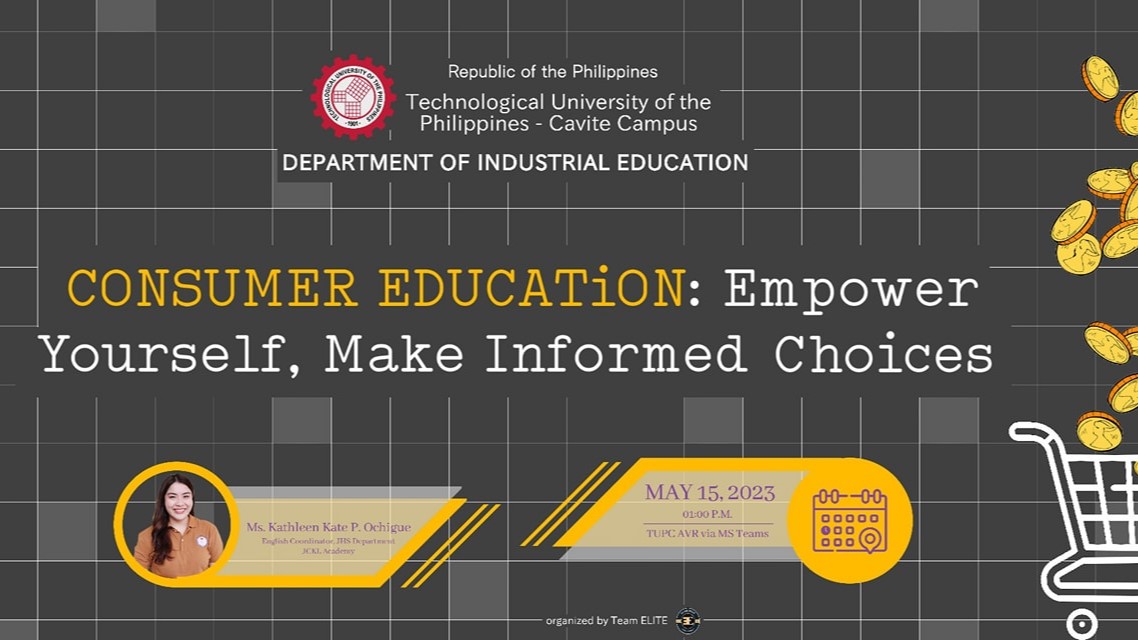 Republic of the Philippines
Technological University of the
Philippines - Cavite Campus
DEPARTMENT OF INDUSTRIAL EDUCATION
TECHNOLOGICAL UNIVERSITY OF THE PHILIPPINES
1901
CONSUMER EDUCATiON: Empower
Yourself, Make Informed Choices
Ms. Kathleen Kate P. Ochigue
English Coordinator, JHS Department
JCKL Academy
MAY 15, 2023
01:00 P.M.
TUPC AVR via MS Teams
organized by Team ELITE